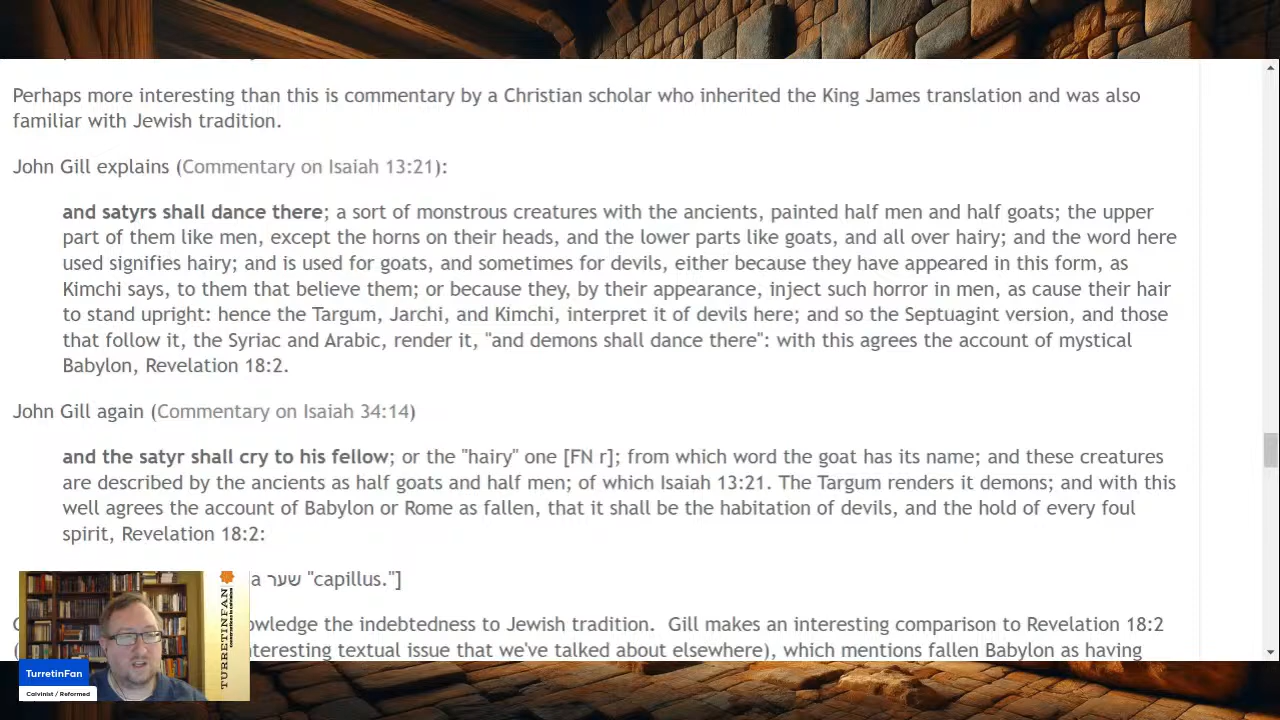 Perhaps more interesting than this is commentary by a Christian scholar who inherited the King James translation and was also
familiar with Jewish tradition.
John Gill explains (Commentary on Isaiah 13:21):
and satyrs shall dance there; a sort of monstrous creatures with the ancients, painted half men and half goats; the upper
part of them like men, except the horns on their heads, and the lower parts like goats, and all over hairy; and the word here
used signifies hairy; and is used for goats, and sometimes for devils, either because they have appeared in this form, as
Kimchi says, to them that believe them; or because they, by their appearance, inject such horror in men, as cause their hair
to stand upright: hence the Targum, Jarchi, and Kimchi, interpret it of devils here; and so the Septuagint version, and those
that follow it, the Syriac and Arabic, render it, "and demons shall dance there": with this agrees the account of mystical
Babylon, Revelation 18:2.
John Gill again (Commentary on Isaiah 34:14)
and the satyr shall cry to his fellow; or the "hairy" one [FN r]; from which word the goat has its name; and these creatures
are described by the ancients as half goats and half men; of which Isaiah 13:21. The Targum renders it demons; and with this
well agrees the account of Babylon or Rome as fallen, that it shall be the habitation of devils, and the hold of every foul
spirit, Revelation 18:2:
a שער "capillus."]
wledge the indebtedness to Jewish tradition. Gill makes an interesting comparison to Revelation 18:2
teresting textual issue that we've talked about elsewhere), which mentions fallen Babylon as having
TURRETINFAN
TurretinFan
Calvinist / Reformed